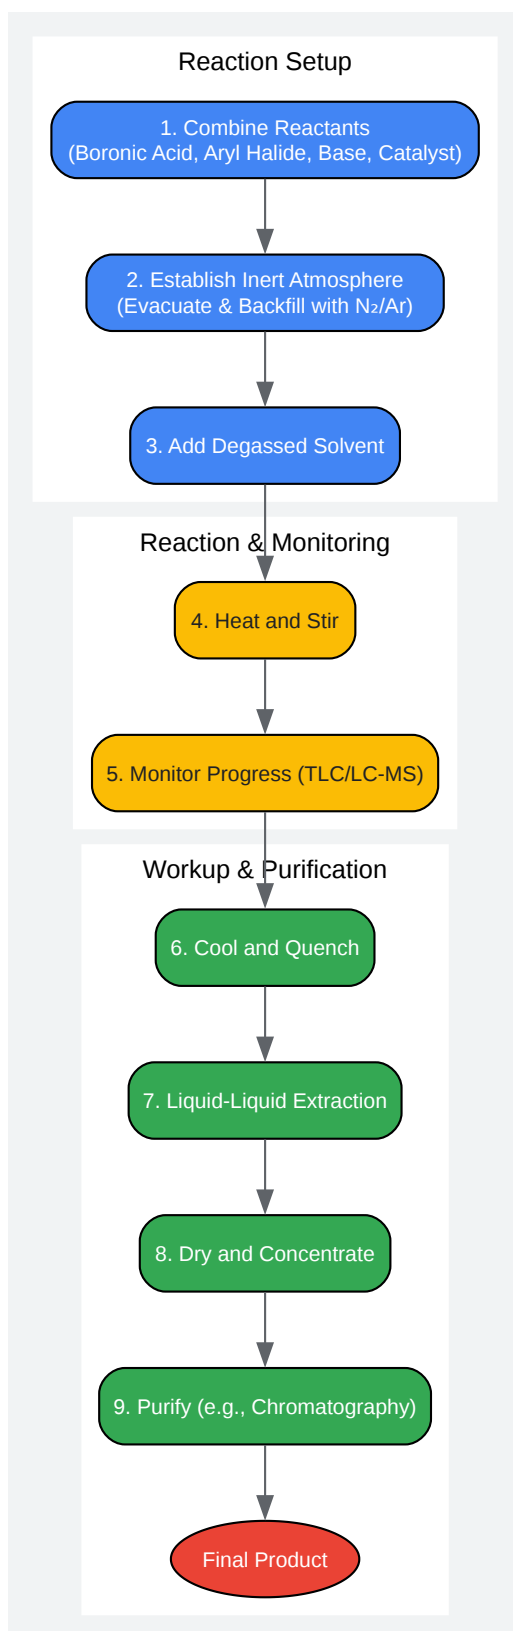 Reaction Setup
1. Combine Reactants
(Boronic Acid, Aryl Halide, Base, Catalyst)
2. Establish Inert Atmosphere
(Evacuate & Backfill with N₂/Ar)
3. Add Degassed Solvent
Reaction & Monitoring
4. Heat and Stir
5. Monitor Progress (TLC/LC-MS)
Workup & Purification
6. Cool and Quench
7. Liquid-Liquid Extraction
8. Dry and Concentrate
9. Purify (e.g., Chromatography)
Final Product